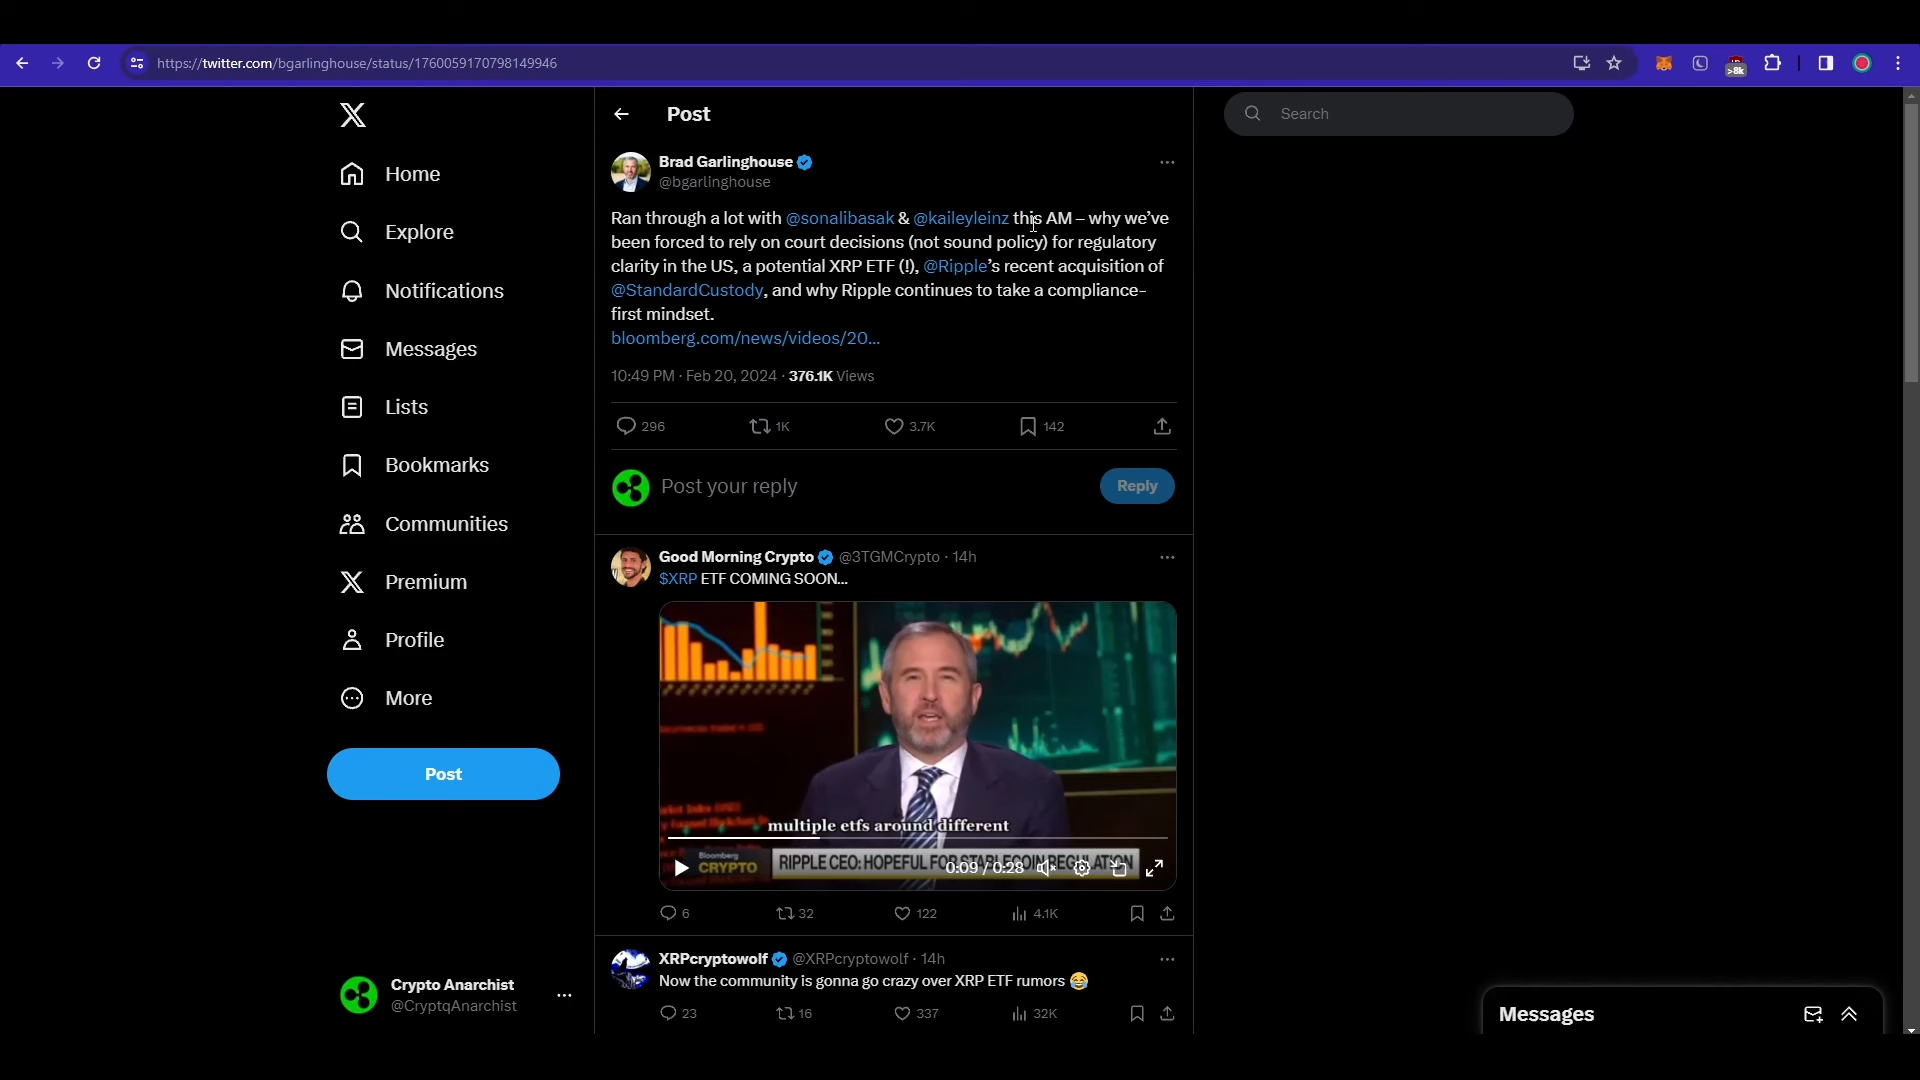 https://twitter.com/bgarlinghouse/status/1760059170798149946
>8k
Home
Explore
Notifications
Messages
Lists
Bookmarks
Communities
Premium
Profile
More
Post
Crypto Anarchist
@CryptqAnarchist
Post
Brad Garlinghouse
@bgarlinghouse
Ran through a lot with @sonalibasak & @kaileyleinz this AM – why we've
been forced to rely on court decisions (not sound policy) for regulatory
clarity in the US, a potential XRP ETF (!), @Ripple's recent acquisition of
@StandardCustody, and why Ripple continues to take a compliance-
first mindset.
bloomberg.com/news/videos/20...
10:49 PM · Feb 20, 2024 · 376.1K Views
296 1K 3.7K 142
Post your reply
Reply
Good Morning Crypto @3TGMCrypto · 14h
$XRP ETF COMING SOON...
multiple etfs around different
Bloomberg
CRYPTO
RIPPLE CEO: HOPEFUL FOR STABLECOIN REGULATION
0:09 / 0:28
6 32 122 4.1K
XRPcryptowolf @XRPcryptowolf · 14h
Now the community is gonna go crazy over XRP ETF rumors 😂
23 16 337 32K
Search
Messages